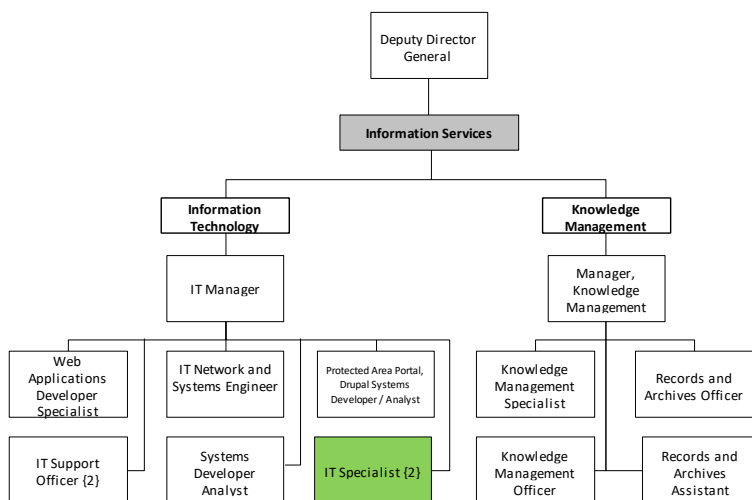 Deputy Director
General
Information Services
Information
Technology
Knowledge
Management
IT Manager
Manager,
Knowledge
Management
Web
Applications
Developer
Specialist
IT Network and
Systems Engineer
Protected Area Portal,
Drupal Systems
Developer / Analyst
Knowledge
Management
Specialist
Records and
Archives Officer
IT Support
Officer {2}
Systems
Developer
Analyst
IT Specialist {2}
Knowledge
Management
Officer
Records and
Archives
Assistant